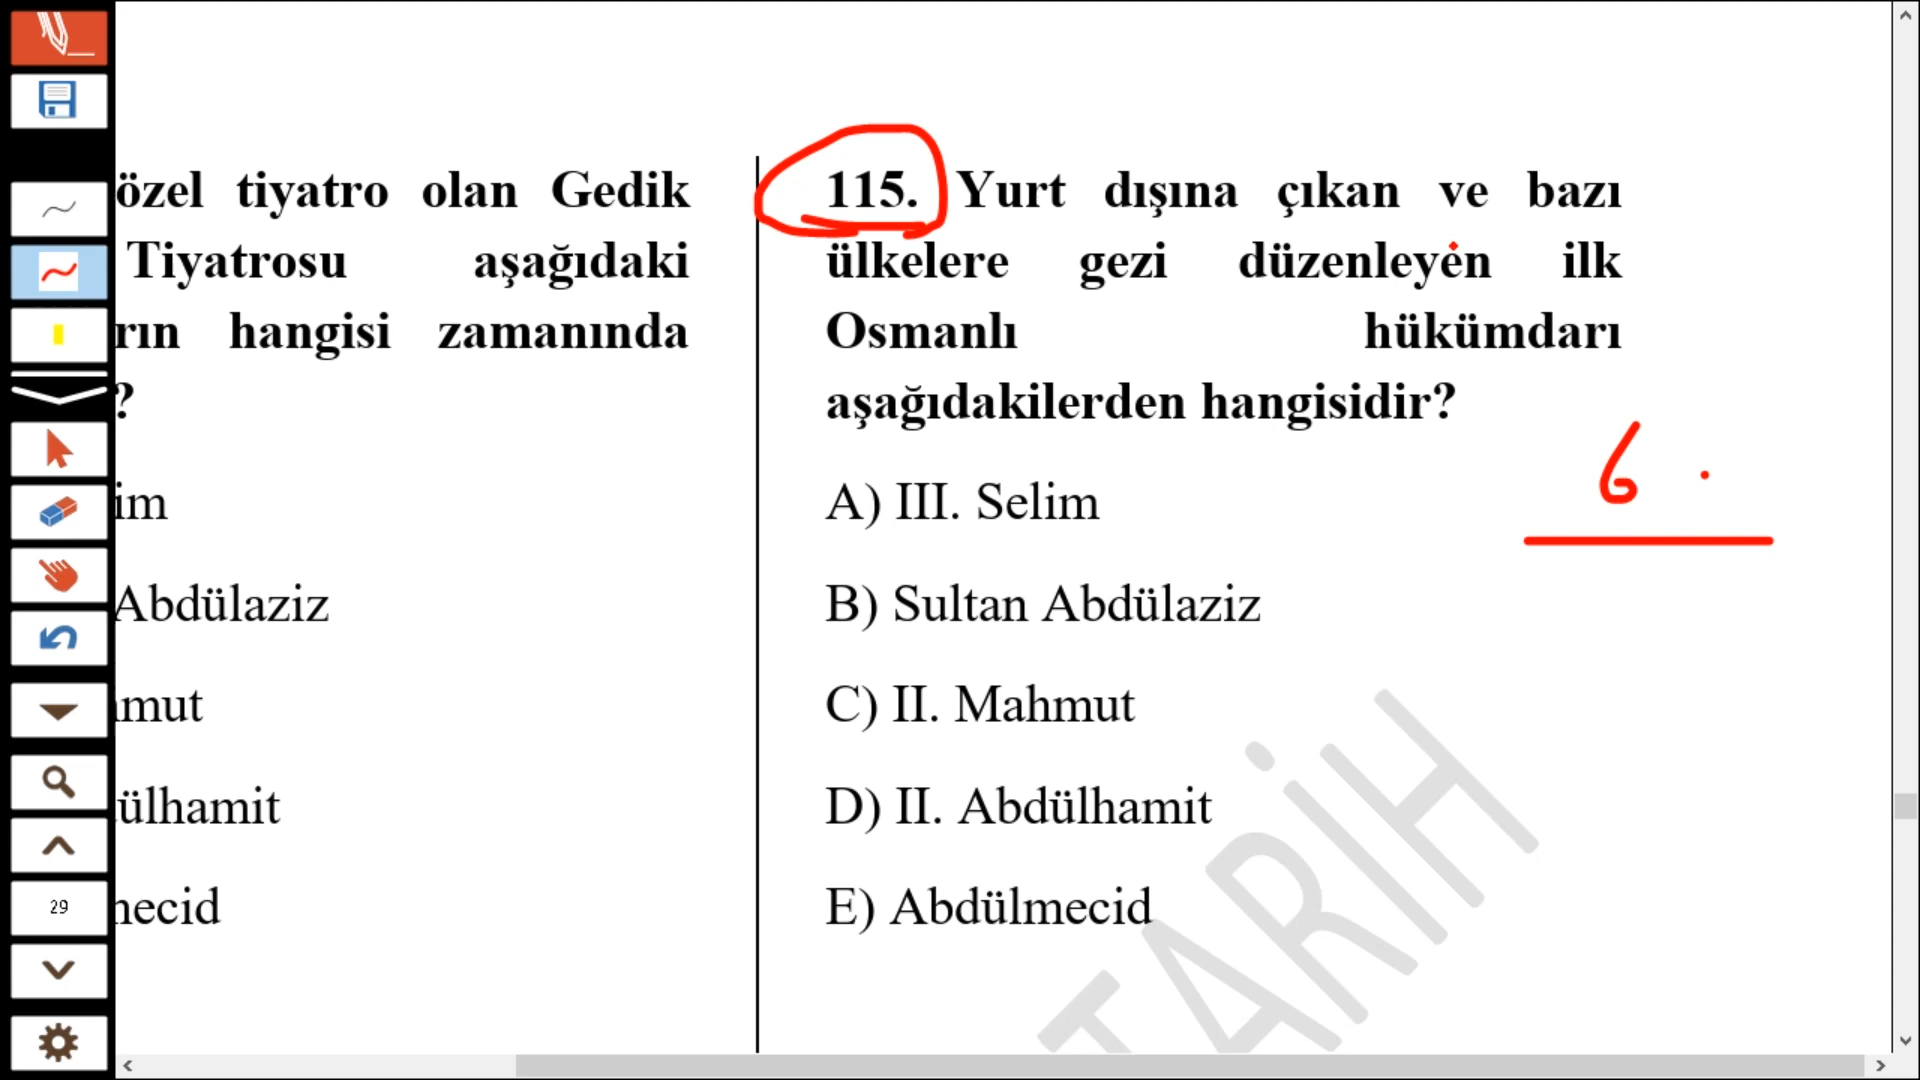 özel tiyatro olan Gedik
Tiyatrosu aşağıdaki
rın hangisi zamanında
?
im
Abdülaziz
mut
ülhamit
mecid
115. Yurt dışına çıkan ve bazı
ülkelere gezi düzenleyen ilk
Osmanlı hükümdarı
aşağıdakilerden hangisidir?
6 .
A) III. Selim
B) Sultan Abdülaziz
C) II. Mahmut
D) II. Abdülhamit
E) Abdülmecid
TARİH
29